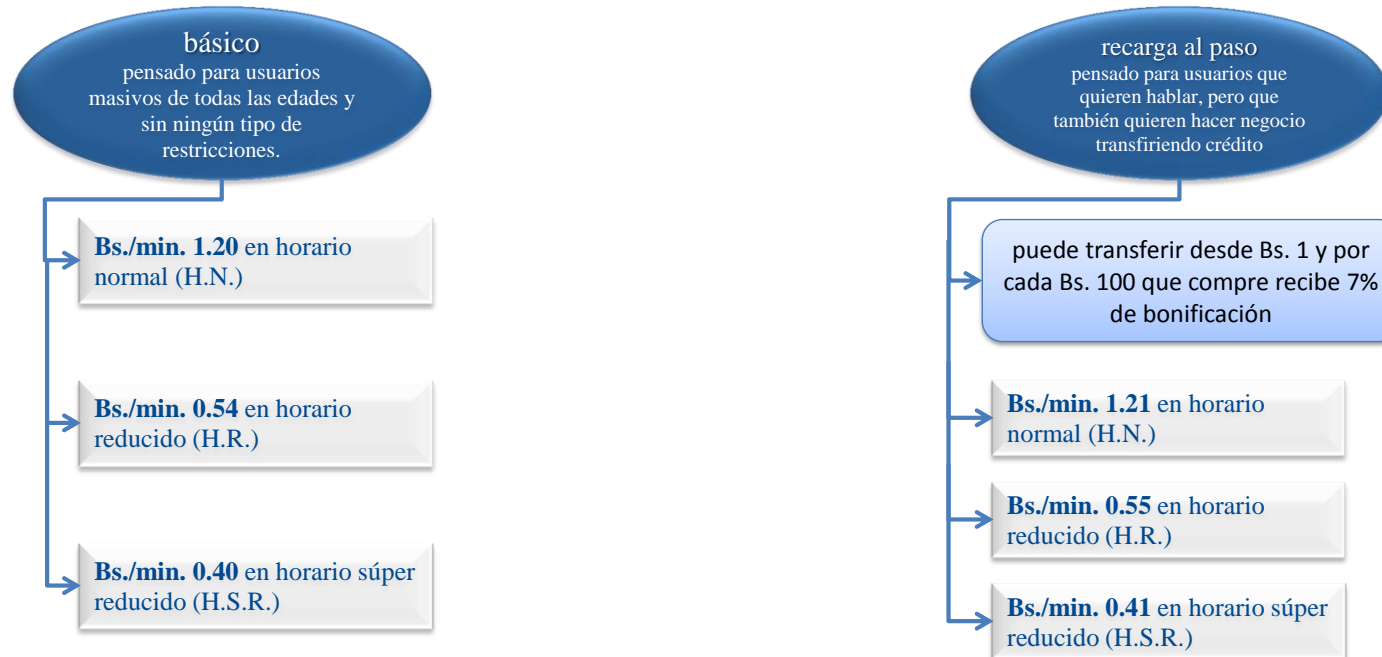 básico
pensado para usuarios
masivos de todas las edades y
sin ningún tipo de
restricciones.
Bs./min. 1.20 en horario
normal (H.N.)
Bs./min. 0.54 en horario
reducido (H.R.)
Bs./min. 0.40 en horario súper
reducido (H.S.R.)
recarga al paso
pensado para usuarios que
quieren hablar, pero que
también quieren hacer negocio
transfiriendo crédito
puede transferir desde Bs. 1 y por
cada Bs. 100 que compre recibe 7%
de bonificación
Bs./min. 1.21 en horario
normal (H.N.)
Bs./min. 0.55 en horario
reducido (H.R.)
Bs./min. 0.41 en horario súper
reducido (H.S.R.)